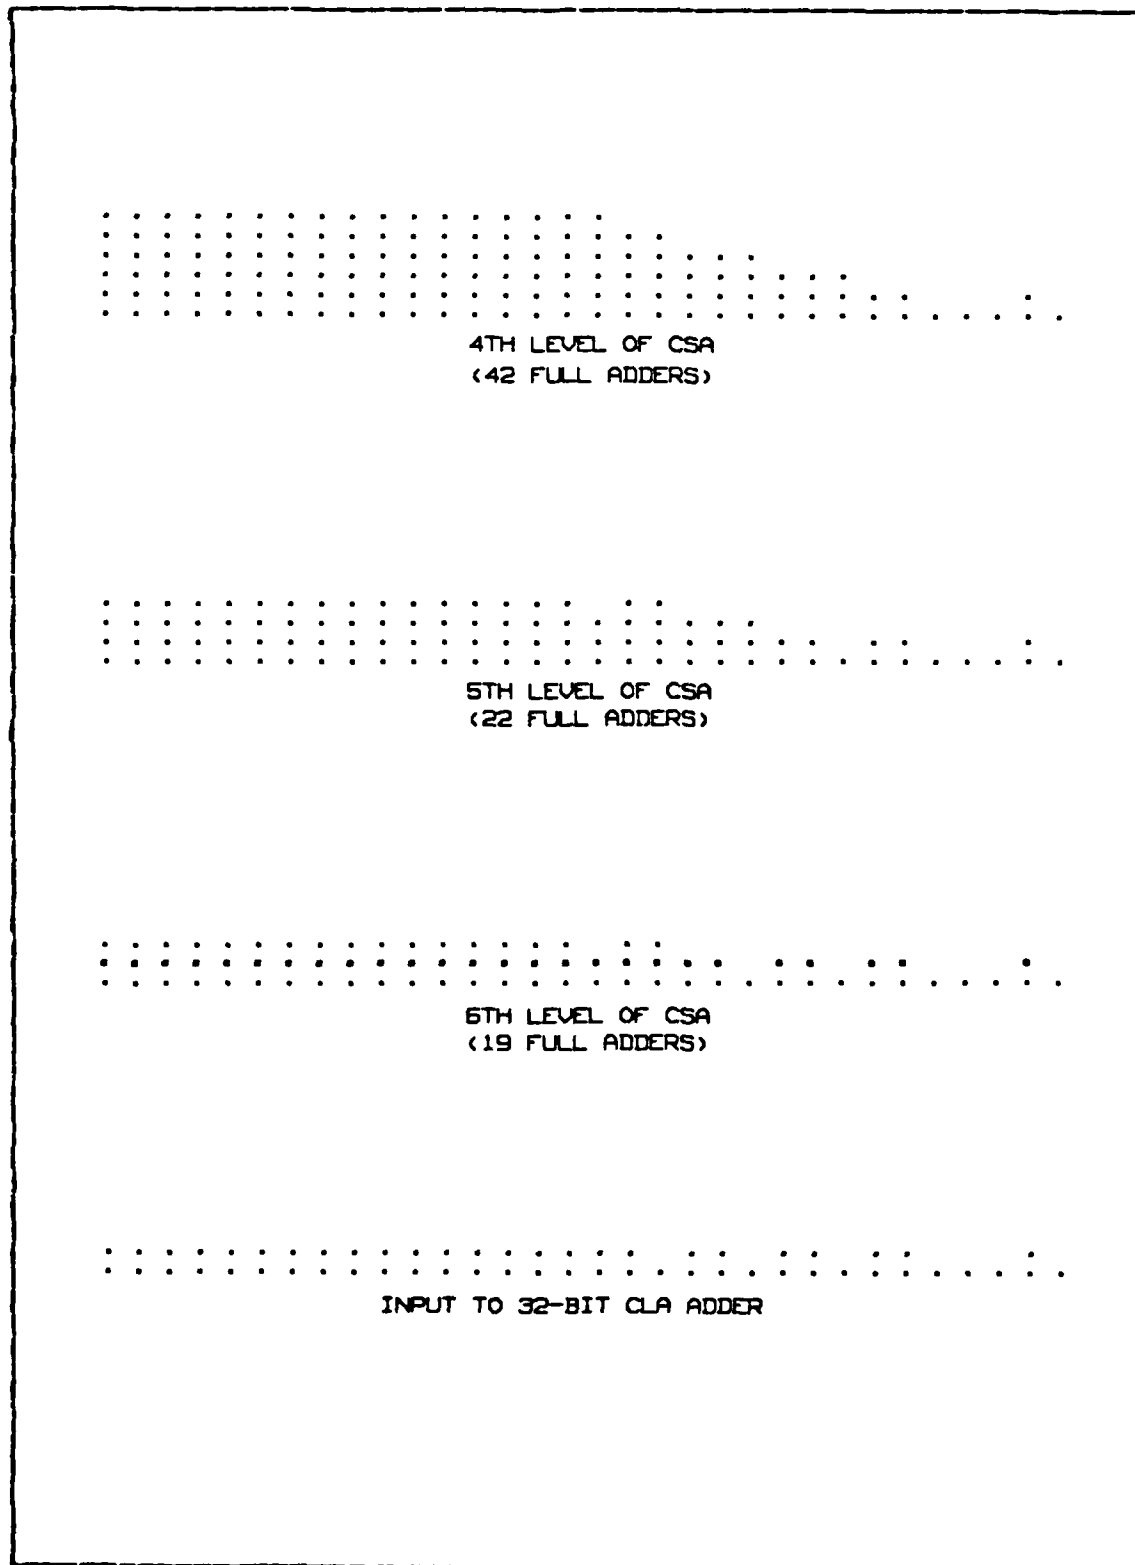 4TH LEVEL OF CSA
(42 FULL ADDERS)
5TH LEVEL OF CSA
(22 FULL ADDERS)
6TH LEVEL OF CSA
(19 FULL ADDERS)
INPUT TO 32-BIT CLA ADDER